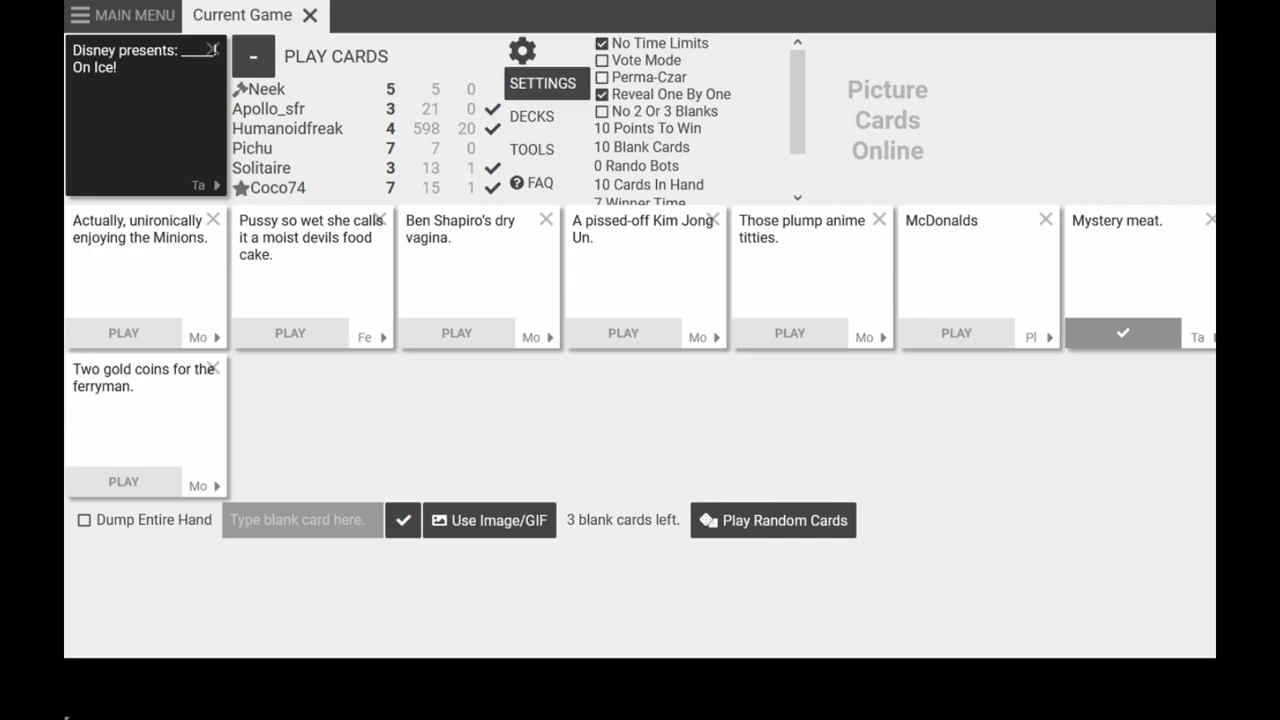 MAIN MENU
Current Game
Disney presents: ____!
On Ice!
Ta
-
PLAY CARDS
Neek 5 5 0
Apollo_sfr 3 21 0
Humanoidfreak 4 598 20
Pichu 7 7 0
Solitaire 3 13 1
Coco74 7 15 1
SETTINGS
DECKS
TOOLS
FAQ
No Time Limits
Vote Mode
Perma-Czar
Reveal One By One
No 2 Or 3 Blanks
10 Points To Win
10 Blank Cards
0 Rando Bots
10 Cards In Hand
7 Winner Time
Picture
Cards
Online
Actually, unironically
enjoying the Minions.
PLAY
Mo
Pussy so wet she calls
it a moist devils food
cake.
PLAY
Fe
Ben Shapiro's dry
vagina.
PLAY
Mo
A pissed-off Kim Jong
Un.
PLAY
Mo
Those plump anime
titties.
PLAY
Mo
McDonalds
PLAY
Pl
Mystery meat.
Ta
Two gold coins for the
ferryman.
PLAY
Mo
Dump Entire Hand
Type blank card here.
Use Image/GIF
3 blank cards left.
Play Random Cards